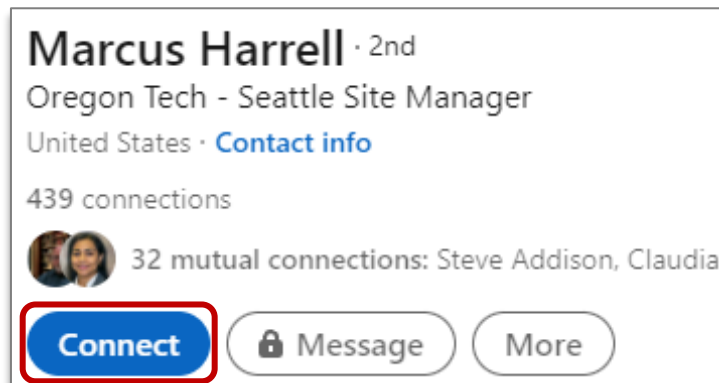 Marcus Harrell · 2nd
Oregon Tech - Seattle Site Manager
United States · Contact info
439 connections
32 mutual connections: Steve Addison, Claudia
Connect
Message
More